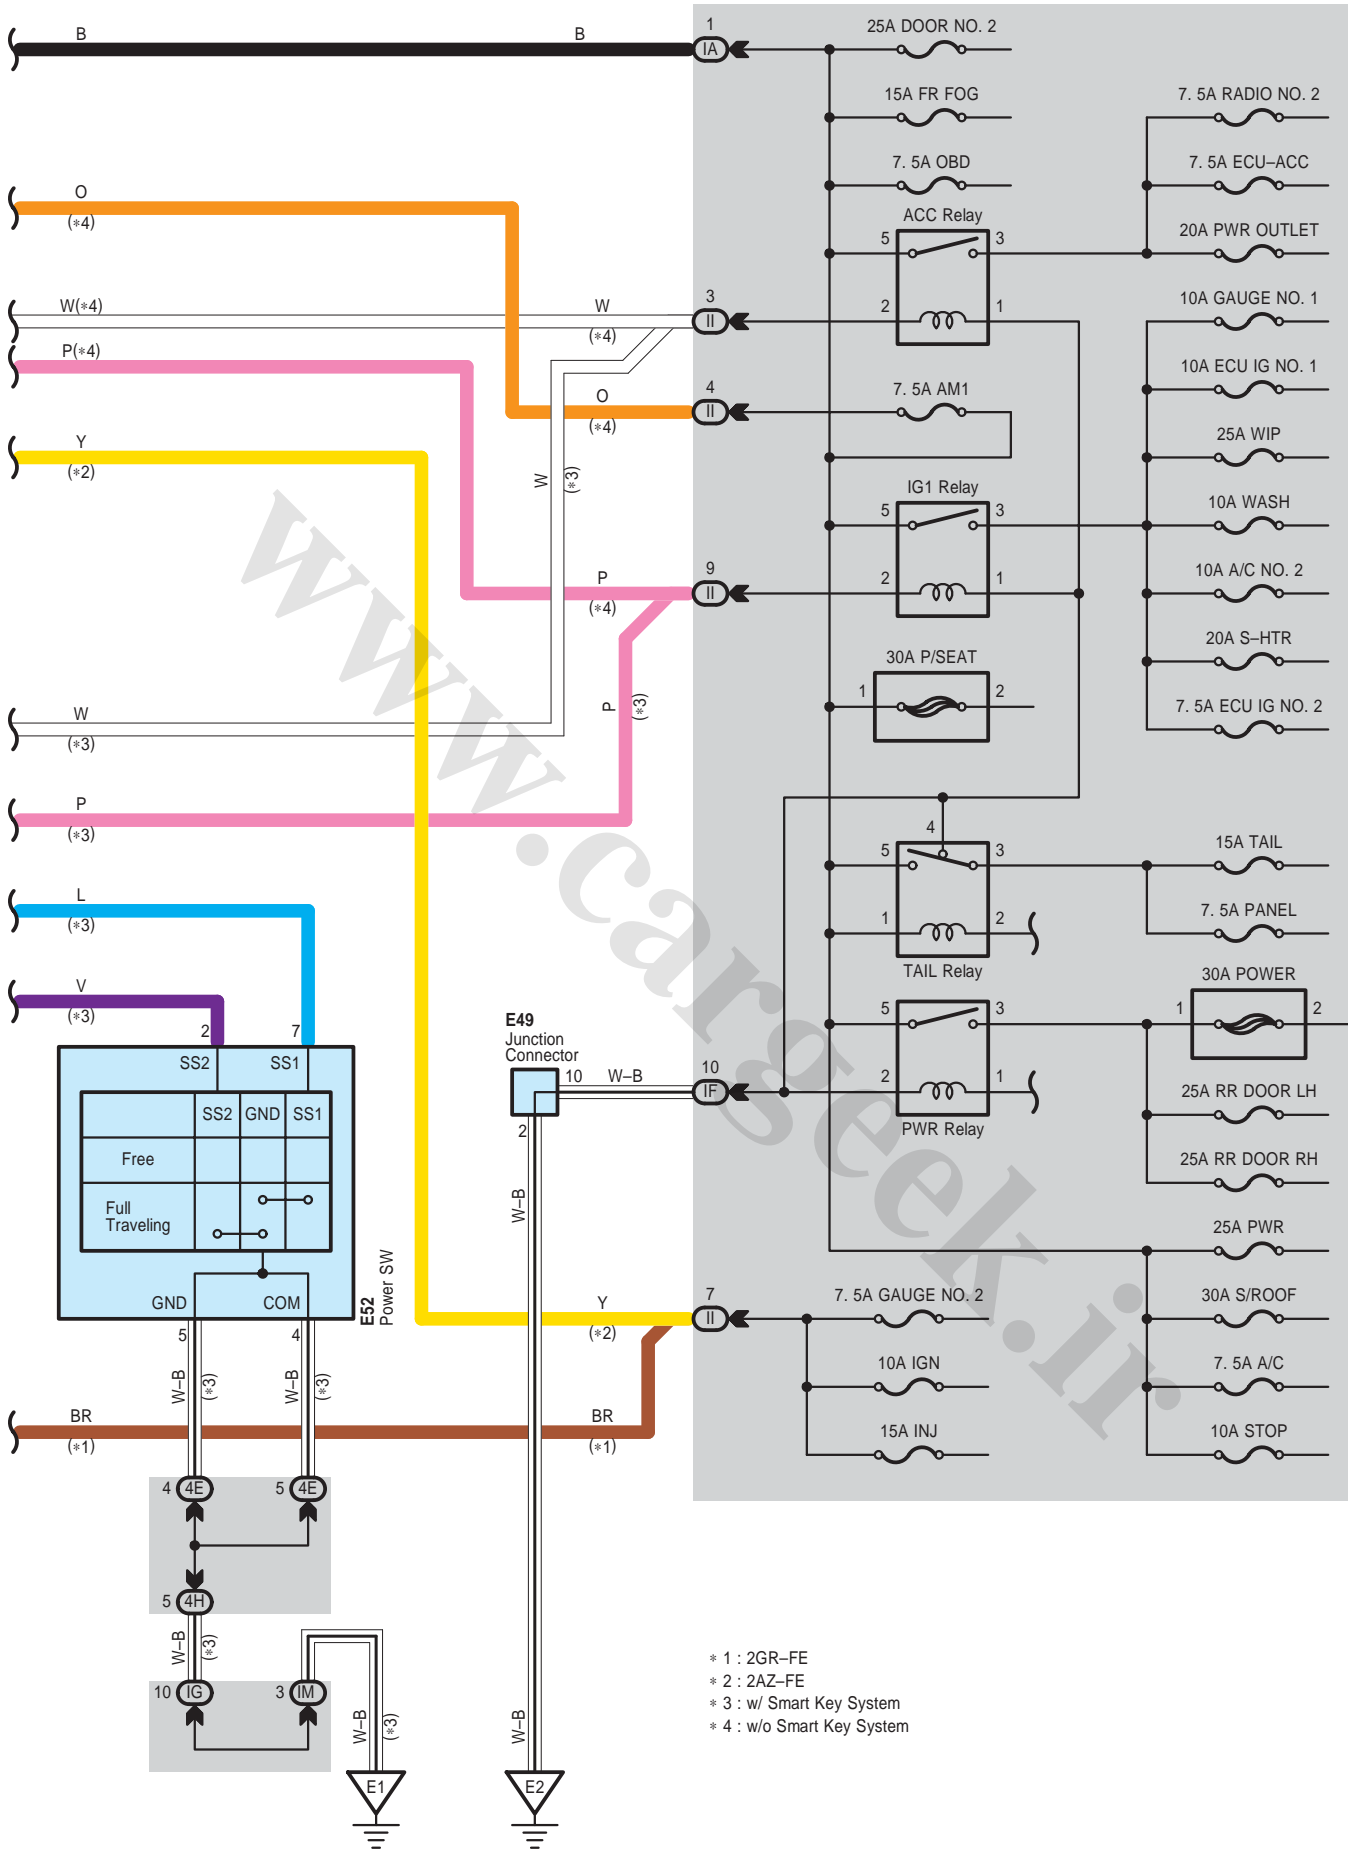 B
B
1
IA
25A DOOR NO. 2
15A FR FOG
7. 5A RADIO NO. 2
7. 5A OBD
7. 5A ECU–ACC
O
(*4)
ACC Relay
5
3
20A PWR OUTLET
W(*4)
W
(*4)
3
II
2
1
10A GAUGE NO. 1
P(*4)
10A ECU IG NO. 1
4
II
O
(*4)
7. 5A AM1
Y
(*2)
25A WIP
W
(*3)
IG1 Relay
5
3
10A WASH
P
(*4)
9
II
2
1
10A A/C NO. 2
20A S–HTR
30A P/SEAT
1
2
P
(*3)
7. 5A ECU IG NO. 2
W
(*3)
P
(*3)
4
5
3
15A TAIL
L
(*3)
1
2
7. 5A PANEL
TAIL Relay
30A POWER
1
2
V
(*3)
2
7
5
3
E49
Junction
Connector
10
W–B
10
IF
2
1
25A RR DOOR LH
PWR Relay
25A RR DOOR RH
SS2
SS1
SS2
GND
SS1
Free
Full
Traveling
2
W–B
25A PWR
GND
COM
E52
Power SW
5
4
Y
(*2)
7
II
7. 5A GAUGE NO. 2
30A S/ROOF
10A IGN
7. 5A A/C
W–B
(*3)
W–B
(*3)
BR
(*1)
BR
(*1)
15A INJ
10A STOP
4
4E
5
4E
5
4H
W–B
(*3)
10
IG
3
IM
W–B
(*3)
W–B
E1
E2
* 1 : 2GR–FE
* 2 : 2AZ–FE
* 3 : w/ Smart Key System
* 4 : w/o Smart Key System
www.cargeek.ir